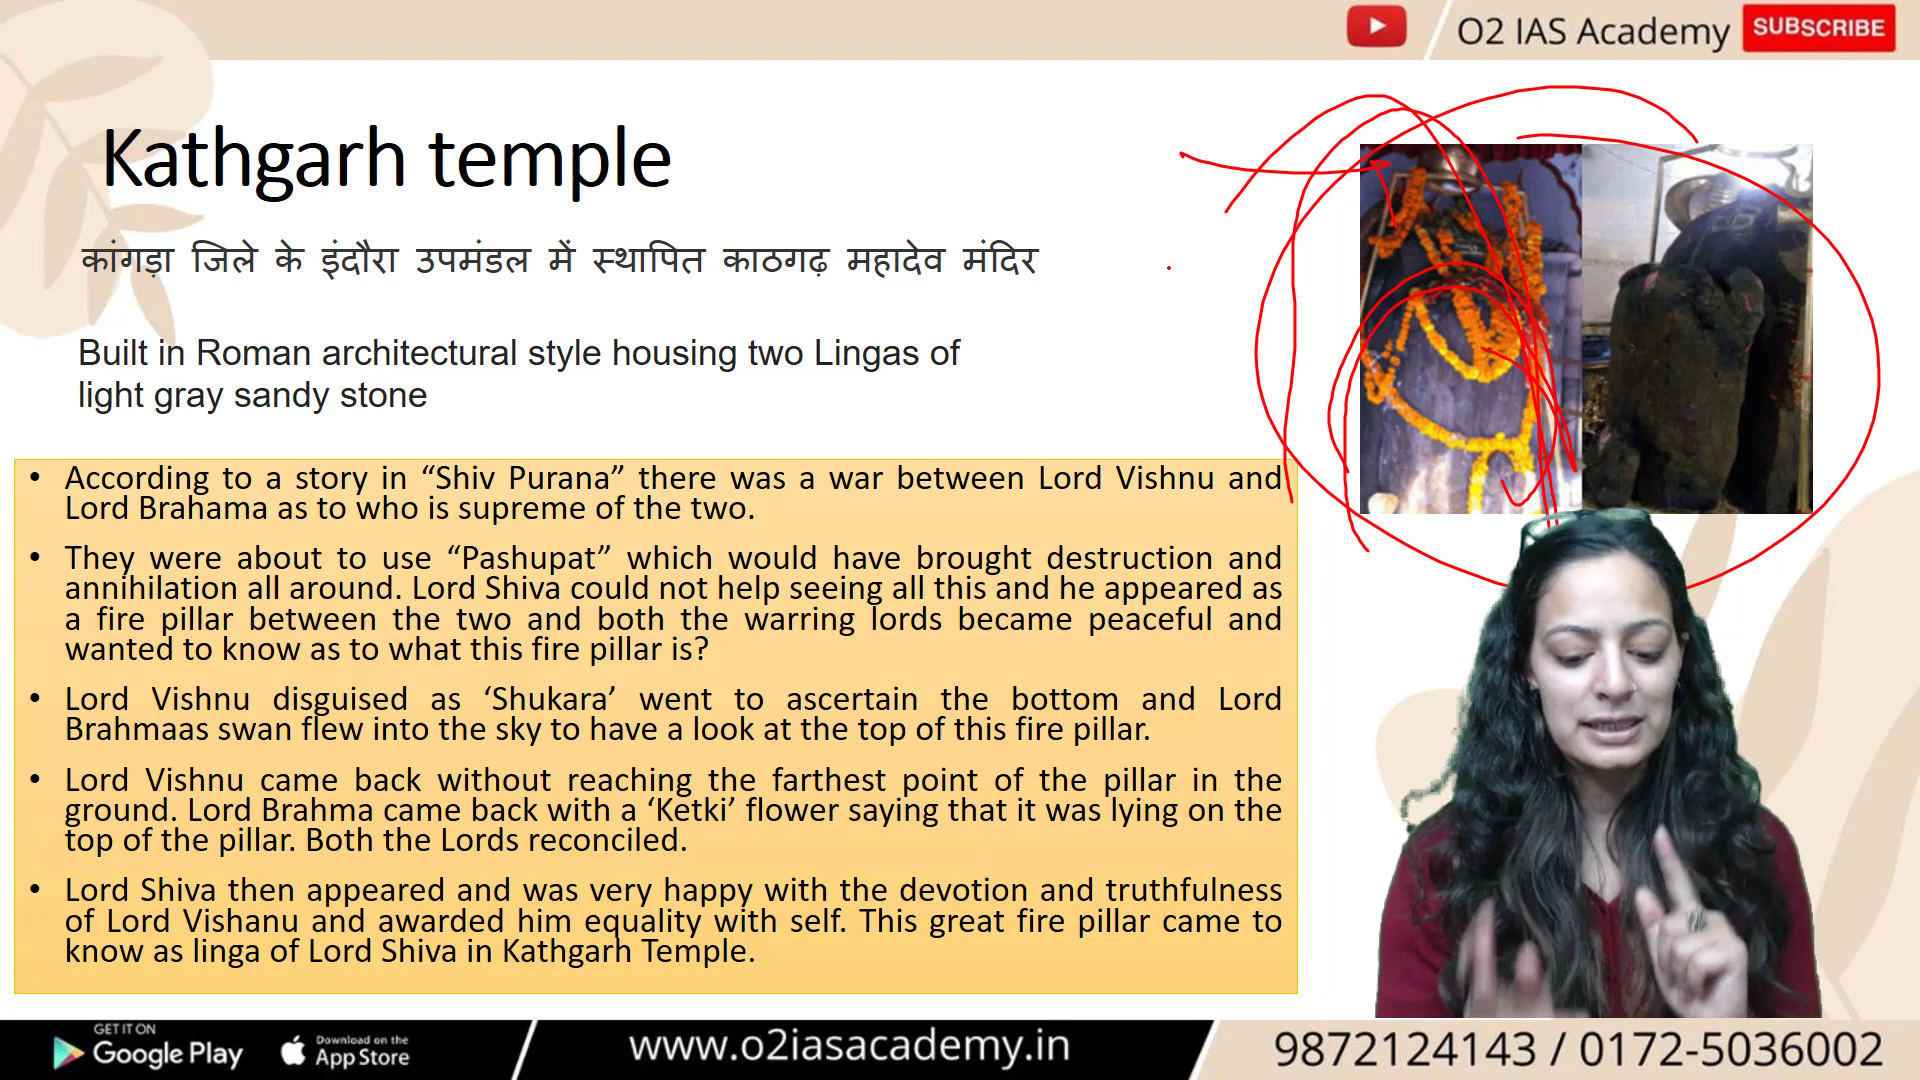 O2 IAS Academy SUBSCRIBE
Kathgarh temple
कांगड़ा जिले के इंदौरा उपमंडल में स्थापित काठगढ़ महादेव मंदिर
Built in Roman architectural style housing two Lingas of
light gray sandy stone
• According to a story in “Shiv Purana” there was a war between Lord Vishnu and
Lord Brahama as to who is supreme of the two.
• They were about to use “Pashupat” which would have brought destruction and
annihilation all around. Lord Shiva could not help seeing all this and he appeared as
a fire pillar between the two and both the warring lords became peaceful and
wanted to know as to what this fire pillar is?
• Lord Vishnu disguised as ‘Shukara’ went to ascertain the bottom and Lord
Brahmaas swan flew into the sky to have a look at the top of this fire pillar.
• Lord Vishnu came back without reaching the farthest point of the pillar in the
ground. Lord Brahma came back with a ‘Ketki’ flower saying that it was lying on the
top of the pillar. Both the Lords reconciled.
• Lord Shiva then appeared and was very happy with the devotion and truthfulness
of Lord Vishanu and awarded him equality with self. This great fire pillar came to
know as linga of Lord Shiva in Kathgarh Temple.
GET IT ON
Google Play
Download on the
App Store
www.o2iasacademy.in
9872124143 / 0172-5036002